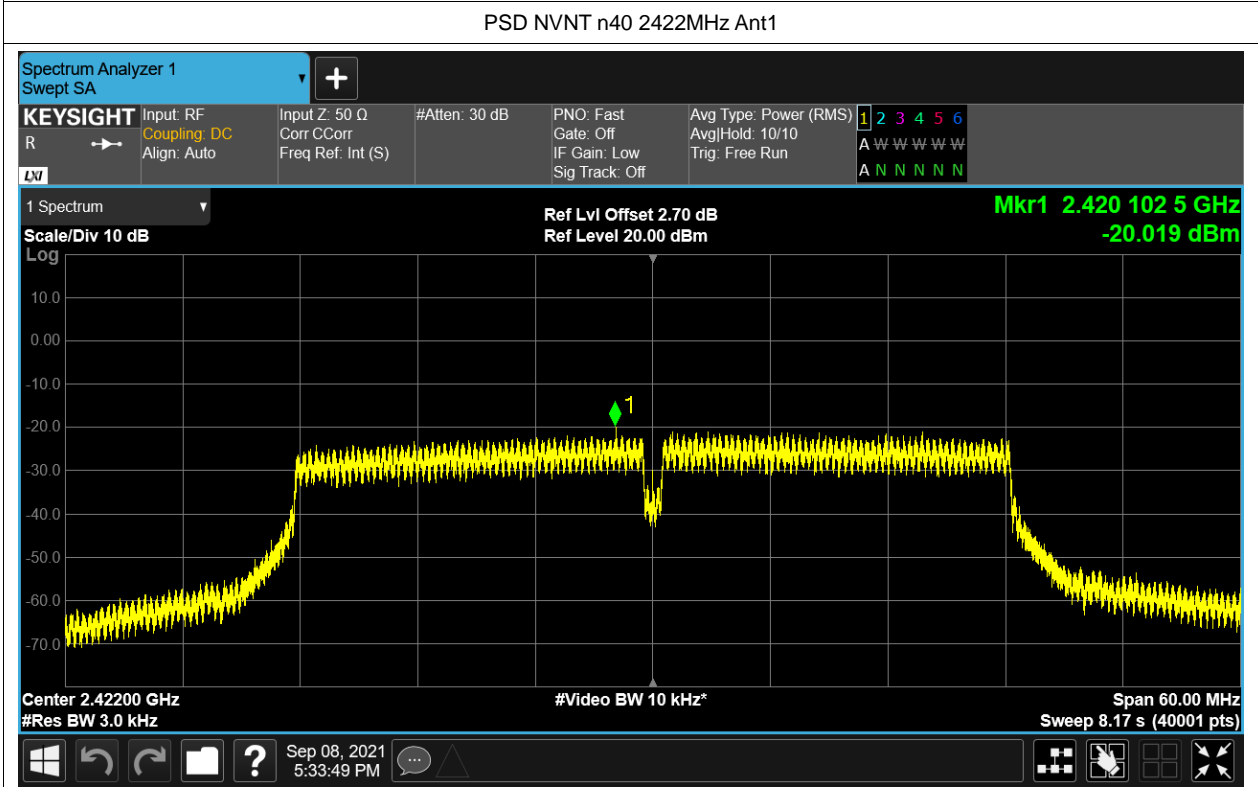 PSD NVNT n40 2422MHz Ant1
Spectrum Analyzer 1
Swept SA
+
KEYSIGHT
R
LXI
Input: RF
Coupling: DC
Align: Auto
Input Z: 50 Ω
Corr CCorr
Freq Ref: Int (S)
#Atten: 30 dB
PNO: Fast
Gate: Off
IF Gain: Low
Sig Track: Off
Avg Type: Power (RMS)
Avg|Hold: 10/10
Trig: Free Run
1 2 3 4 5 6
A W W W W W
A N N N N N
1 Spectrum
Scale/Div 10 dB
Ref Lvl Offset 2.70 dB
Ref Level 20.00 dBm
Mkr1 2.420 102 5 GHz
-20.019 dBm
Log
10.0
0.00
-10.0
1
-20.0
-30.0
-40.0
-50.0
-60.0
-70.0
Center 2.42200 GHz
#Res BW 3.0 kHz
#Video BW 10 kHz*
Span 60.00 MHz
Sweep 8.17 s (40001 pts)
?
Sep 08, 2021
5:33:49 PM